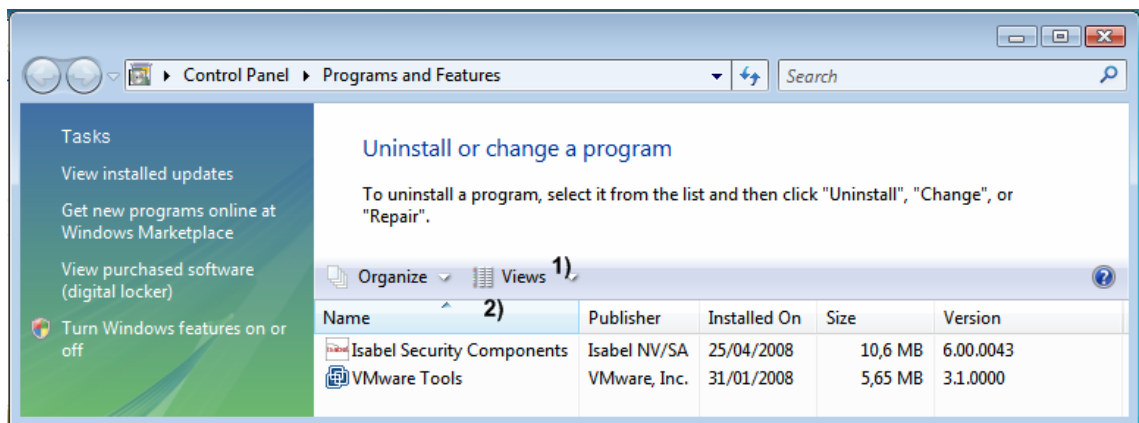 Control Panel Programs and Features Search
Tasks
View installed updates
Get new programs online at
Windows Marketplace
View purchased software
(digital locker)
Turn Windows features on or
off
Uninstall or change a program
To uninstall a program, select it from the list and then click "Uninstall", "Change", or
"Repair".
Organize Views 1)
2)
Name Publisher Installed On Size Version
Isabel Security Components Isabel NV/SA 25/04/2008 10,6 MB 6.00.0043
VMware Tools VMware, Inc. 31/01/2008 5,65 MB 3.1.0000